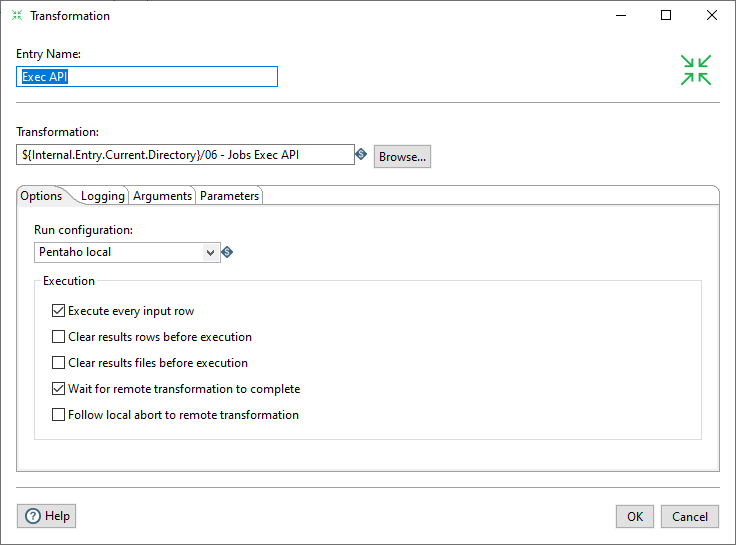 Transformation
Entry Name:
Exec API
Transformation:
${Internal.Entry.Current.Directory}/06 - Jobs Exec API
Browse...
Options Logging Arguments Parameters
Run configuration:
Pentaho local
Execution
Execute every input row
Clear results rows before execution
Clear results files before execution
Wait for remote transformation to complete
Follow local abort to remote transformation
Help
OK Cancel